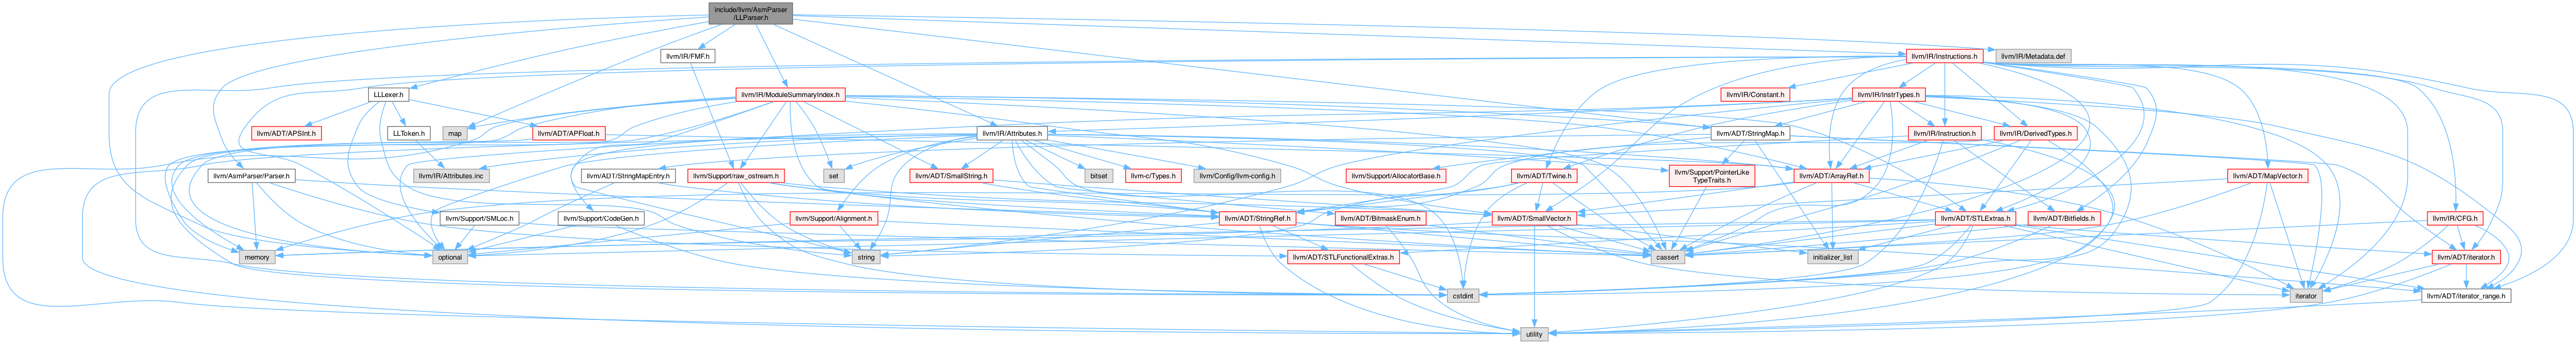 include/llvm/AsmParser
/LLParser.h
llvm/IR/FMF.h
llvm/IR/Instructions.h
llvm/IR/Metadata.def
LLLexer.h
llvm/IR/ModuleSummaryIndex.h
llvm/IR/Constant.h
llvm/IR/InstrTypes.h
llvm/ADT/APSInt.h
LLToken.h
llvm/ADT/APFloat.h
map
llvm/IR/Attributes.h
llvm/ADT/StringMap.h
llvm/IR/Instruction.h
llvm/IR/DerivedTypes.h
llvm/AsmParser/Parser.h
llvm/IR/Attributes.inc
llvm/ADT/StringMapEntry.h
llvm/Support/raw_ostream.h
set
llvm/ADT/SmallString.h
bitset
llvm-c/Types.h
llvm/Config/llvm-config.h
llvm/Support/AllocatorBase.h
llvm/ADT/Twine.h
llvm/Support/PointerLike
TypeTraits.h
llvm/ADT/ArrayRef.h
llvm/ADT/MapVector.h
llvm/Support/SMLoc.h
llvm/Support/CodeGen.h
llvm/Support/Alignment.h
llvm/ADT/StringRef.h
llvm/ADT/BitmaskEnum.h
llvm/ADT/SmallVector.h
llvm/ADT/STLExtras.h
llvm/ADT/Bitfields.h
llvm/IR/CFG.h
memory
optional
string
llvm/ADT/STLFunctionalExtras.h
cassert
initializer_list
llvm/ADT/iterator.h
cstdint
iterator
llvm/ADT/iterator_range.h
utility